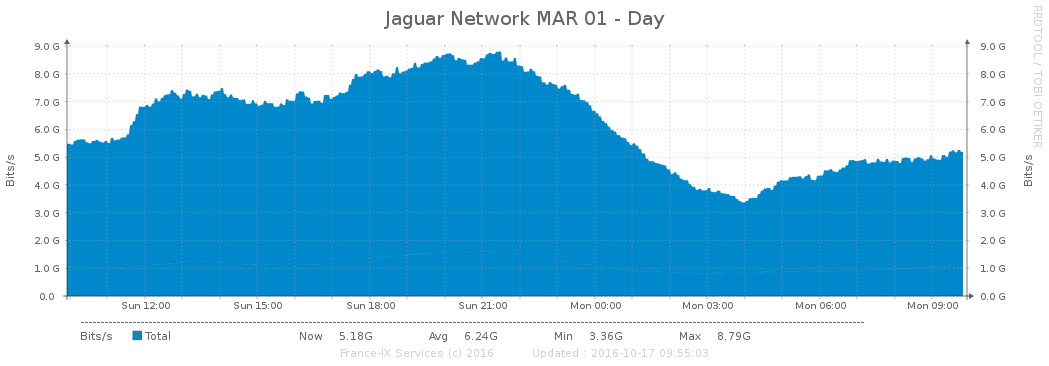 Jaguar Network MAR 01 - Day
RRDTOOL / TOBI OETIKER
Bits/s
9.0 G
8.0 G
7.0 G
6.0 G
5.0 G
4.0 G
3.0 G
2.0 G
1.0 G
0.0
9.0 G
8.0 G
7.0 G
6.0 G
5.0 G
4.0 G
3.0 G
2.0 G
1.0 G
0.0 G
Bits/s
Sun 12:00 Sun 15:00 Sun 18:00 Sun 21:00 Mon 00:00 Mon 03:00 Mon 06:00 Mon 09:00
Bits/s Total Now 5.18G Avg 6.24G Min 3.36G Max 8.79G
France-IX Services (c) 2016 Updated : 2016-10-17 09:55:03